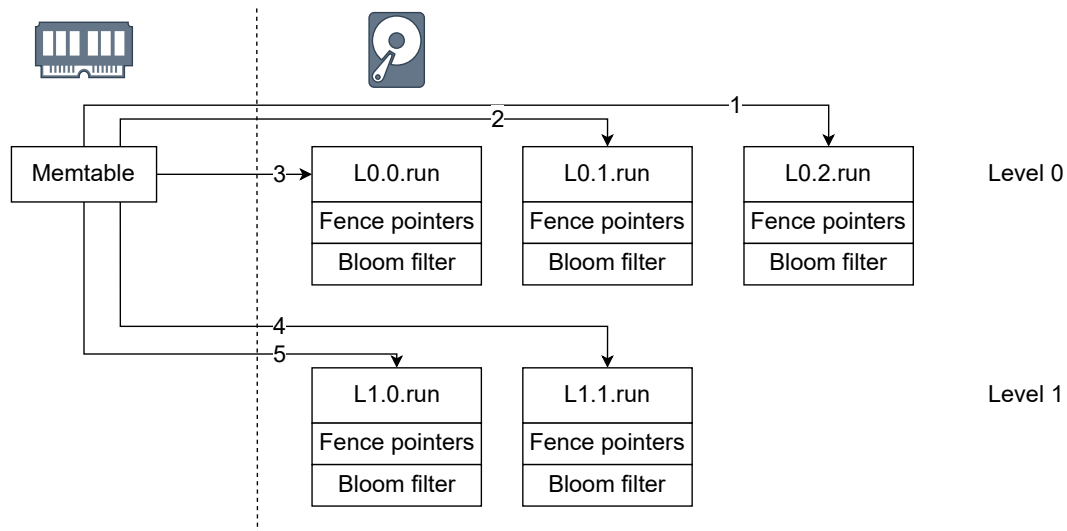 1
2
Memtable
3
L0.0.run
L0.1.run
L0.2.run
Level 0
Fence pointers
Fence pointers
Fence pointers
Bloom filter
Bloom filter
Bloom filter
4
5
L1.0.run
L1.1.run
Level 1
Fence pointers
Fence pointers
Bloom filter
Bloom filter